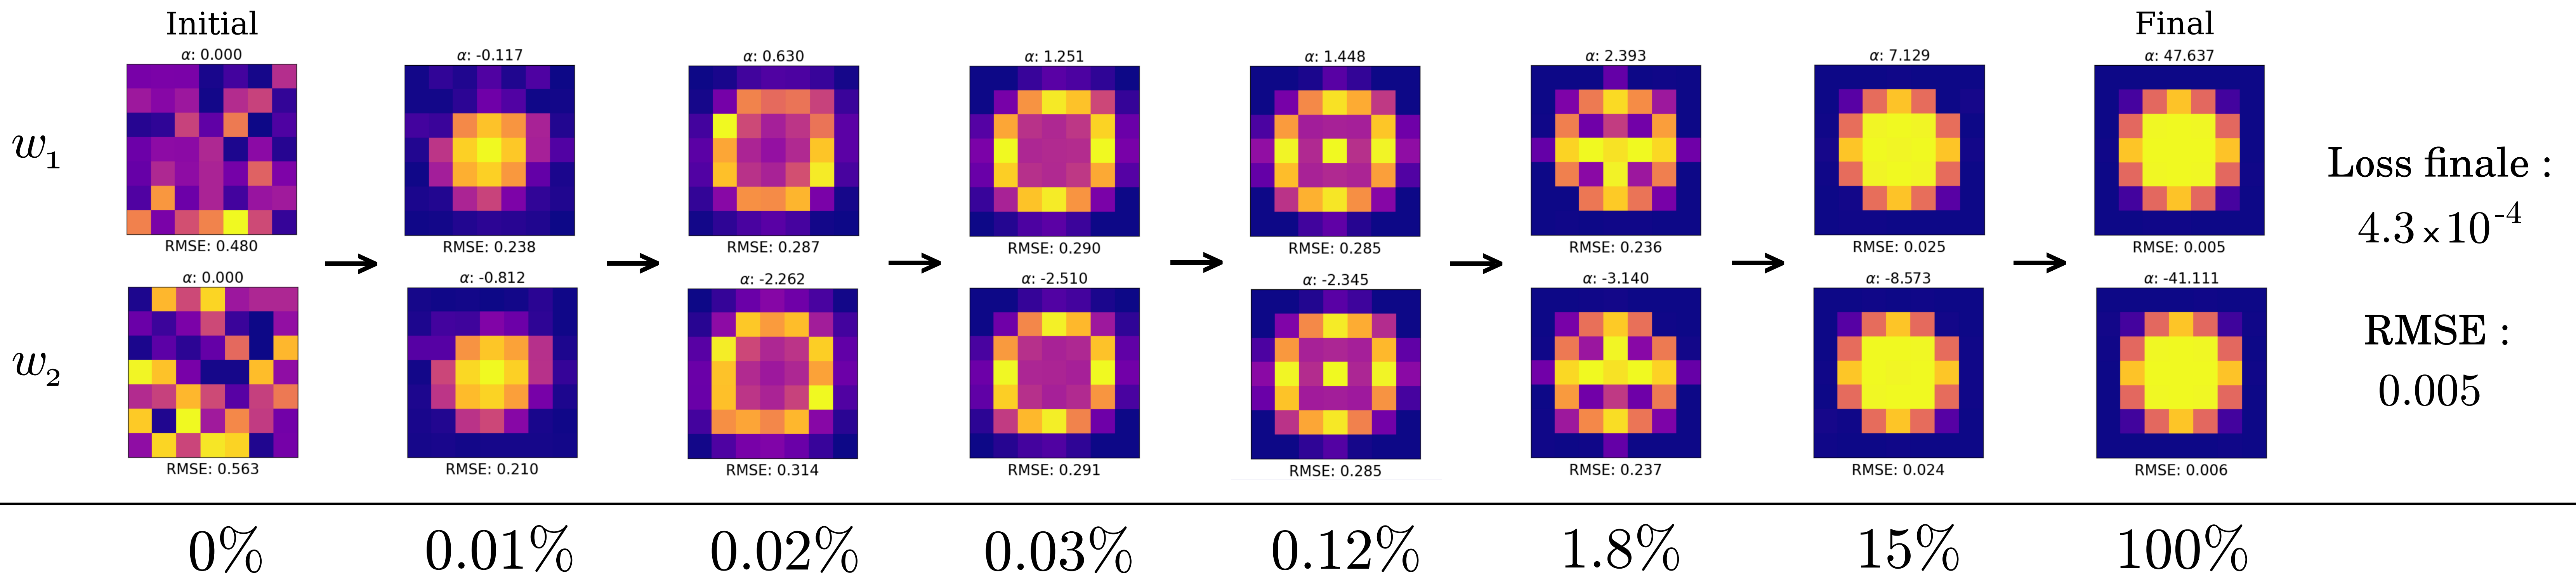 Initial
Final
α: 0.000
α: -0.117
α: 0.630
α: 1.251
α: 1.448
α: 2.393
α: 7.129
α: 47.637
w₁
RMSE: 0.480
RMSE: 0.238
RMSE: 0.287
RMSE: 0.290
RMSE: 0.285
RMSE: 0.236
RMSE: 0.025
RMSE: 0.005
α: 0.000
α: -0.812
α: -2.262
α: -2.510
α: -2.345
α: -3.140
α: -8.573
α: -41.111
w₂
RMSE: 0.563
RMSE: 0.210
RMSE: 0.314
RMSE: 0.291
RMSE: 0.285
RMSE: 0.237
RMSE: 0.024
RMSE: 0.006
Loss finale :
4.3×10⁻⁴
RMSE :
0.005
0%
0.01%
0.02%
0.03%
0.12%
1.8%
15%
100%